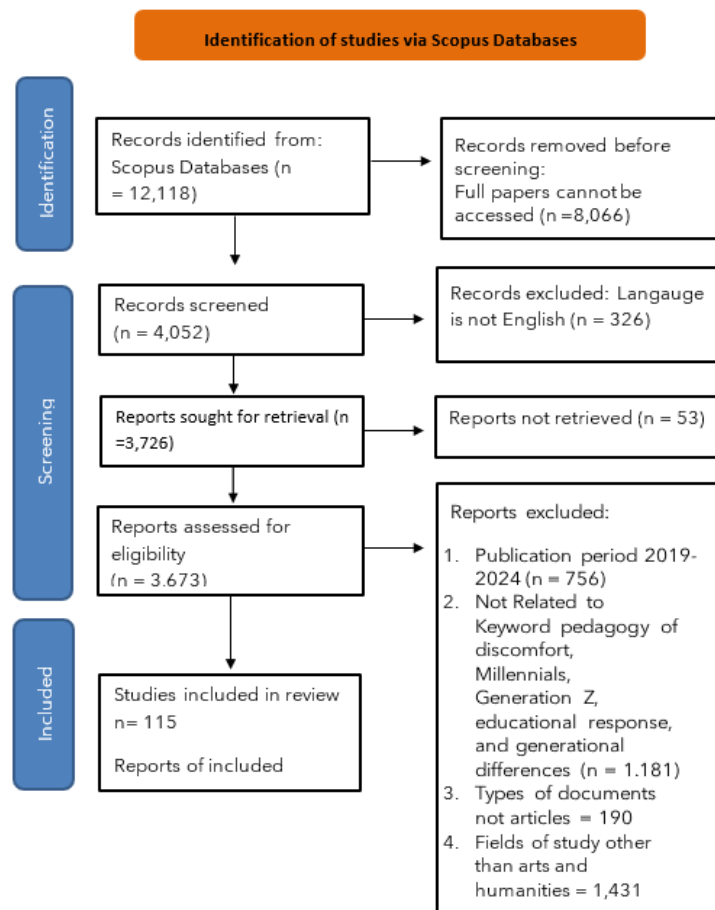 Identification of studies via Scopus Databases
Identification
Records identified from:
Scopus Databases (n
= 12,118)
Records removed before
screening:
Full papers cannot be
accessed (n =8,066)
Screening
Records screened
(n = 4,052)
Records excluded: Langauge
is not English (n = 326)
Reports sought for retrieval (n
=3,726)
Reports not retrieved (n = 53)
Reports assessed for
eligibility
(n = 3.673)
Reports excluded:
1. Publication period 2019-
2024 (n = 756)
2. Not Related to
Keyword pedagogy of
discomfort,
Millennials,
Generation Z,
educational response,
and generational
differences (n = 1.181)
3. Types of documents
not articles = 190
4. Fields of study other
than arts and
humanities = 1,431
Included
Studies included in review
n= 115
Reports of included